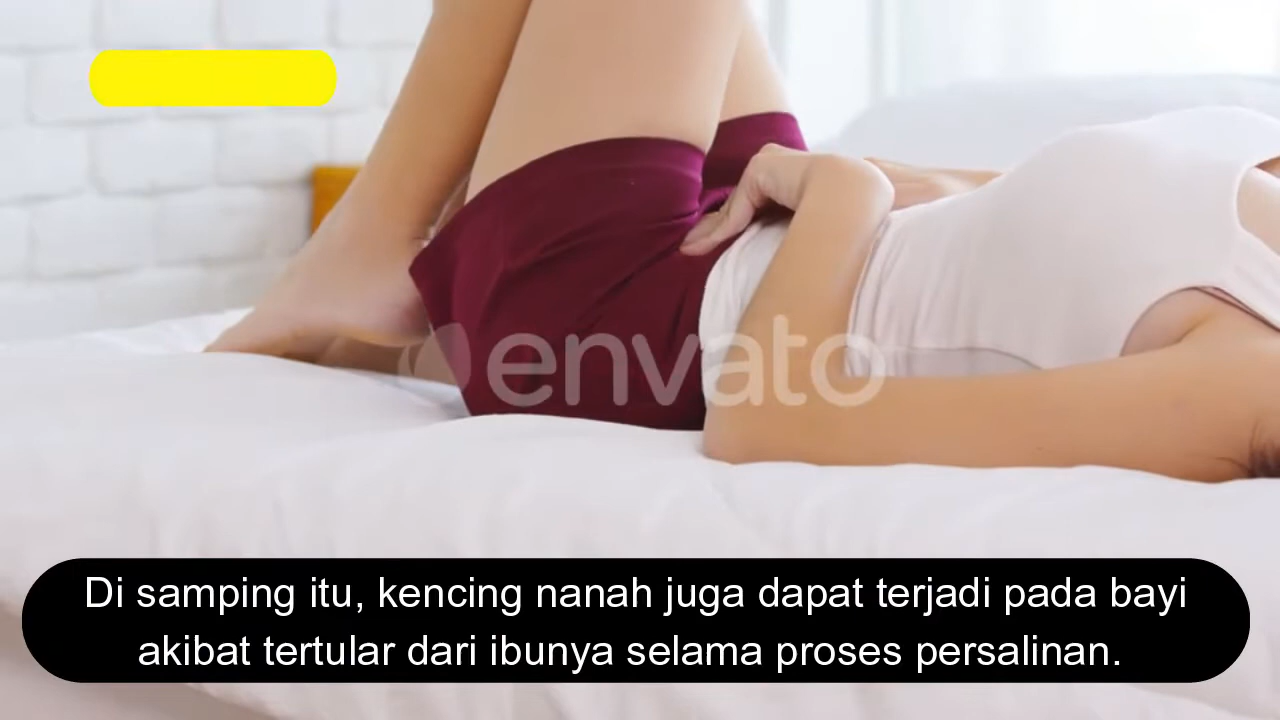 envato
Di samping itu, kencing nanah juga dapat terjadi pada bayi
akibat tertular dari ibunya selama proses persalinan.